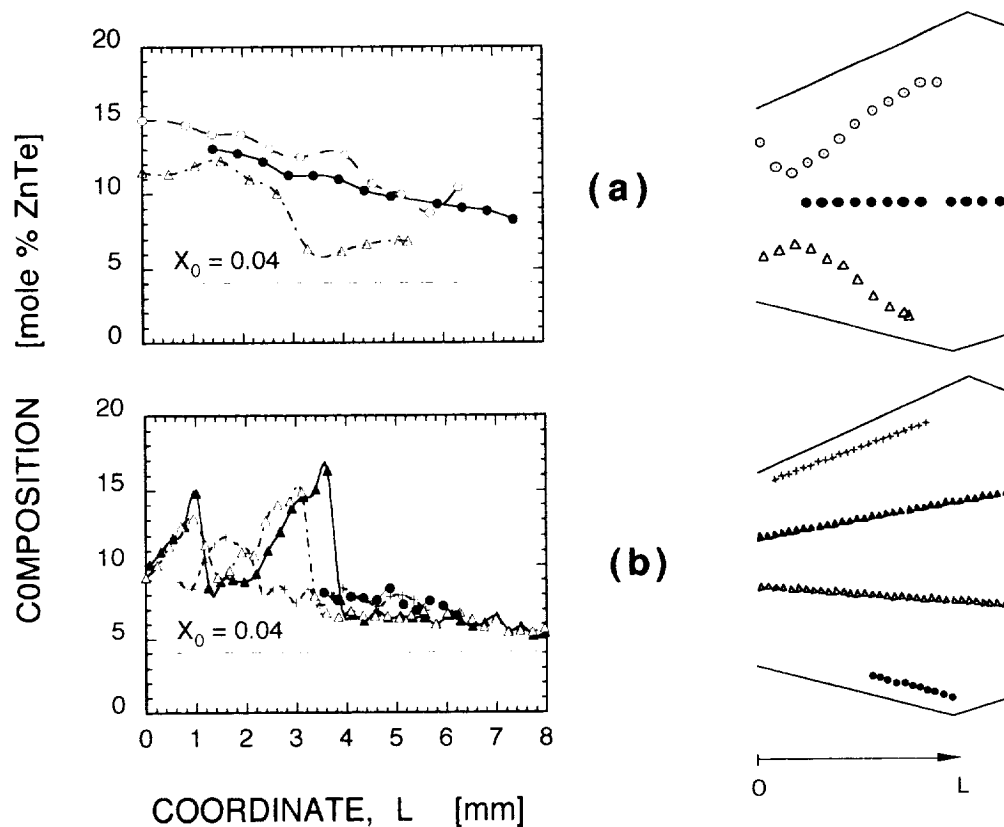 COMPOSITION [mole % ZnTe]
20
15
10
5
0
X₀ = 0.04
(a)
20
15
10
5
0
X₀ = 0.04
(b)
0 1 2 3 4 5 6 7 8
COORDINATE, L [mm]
0 L